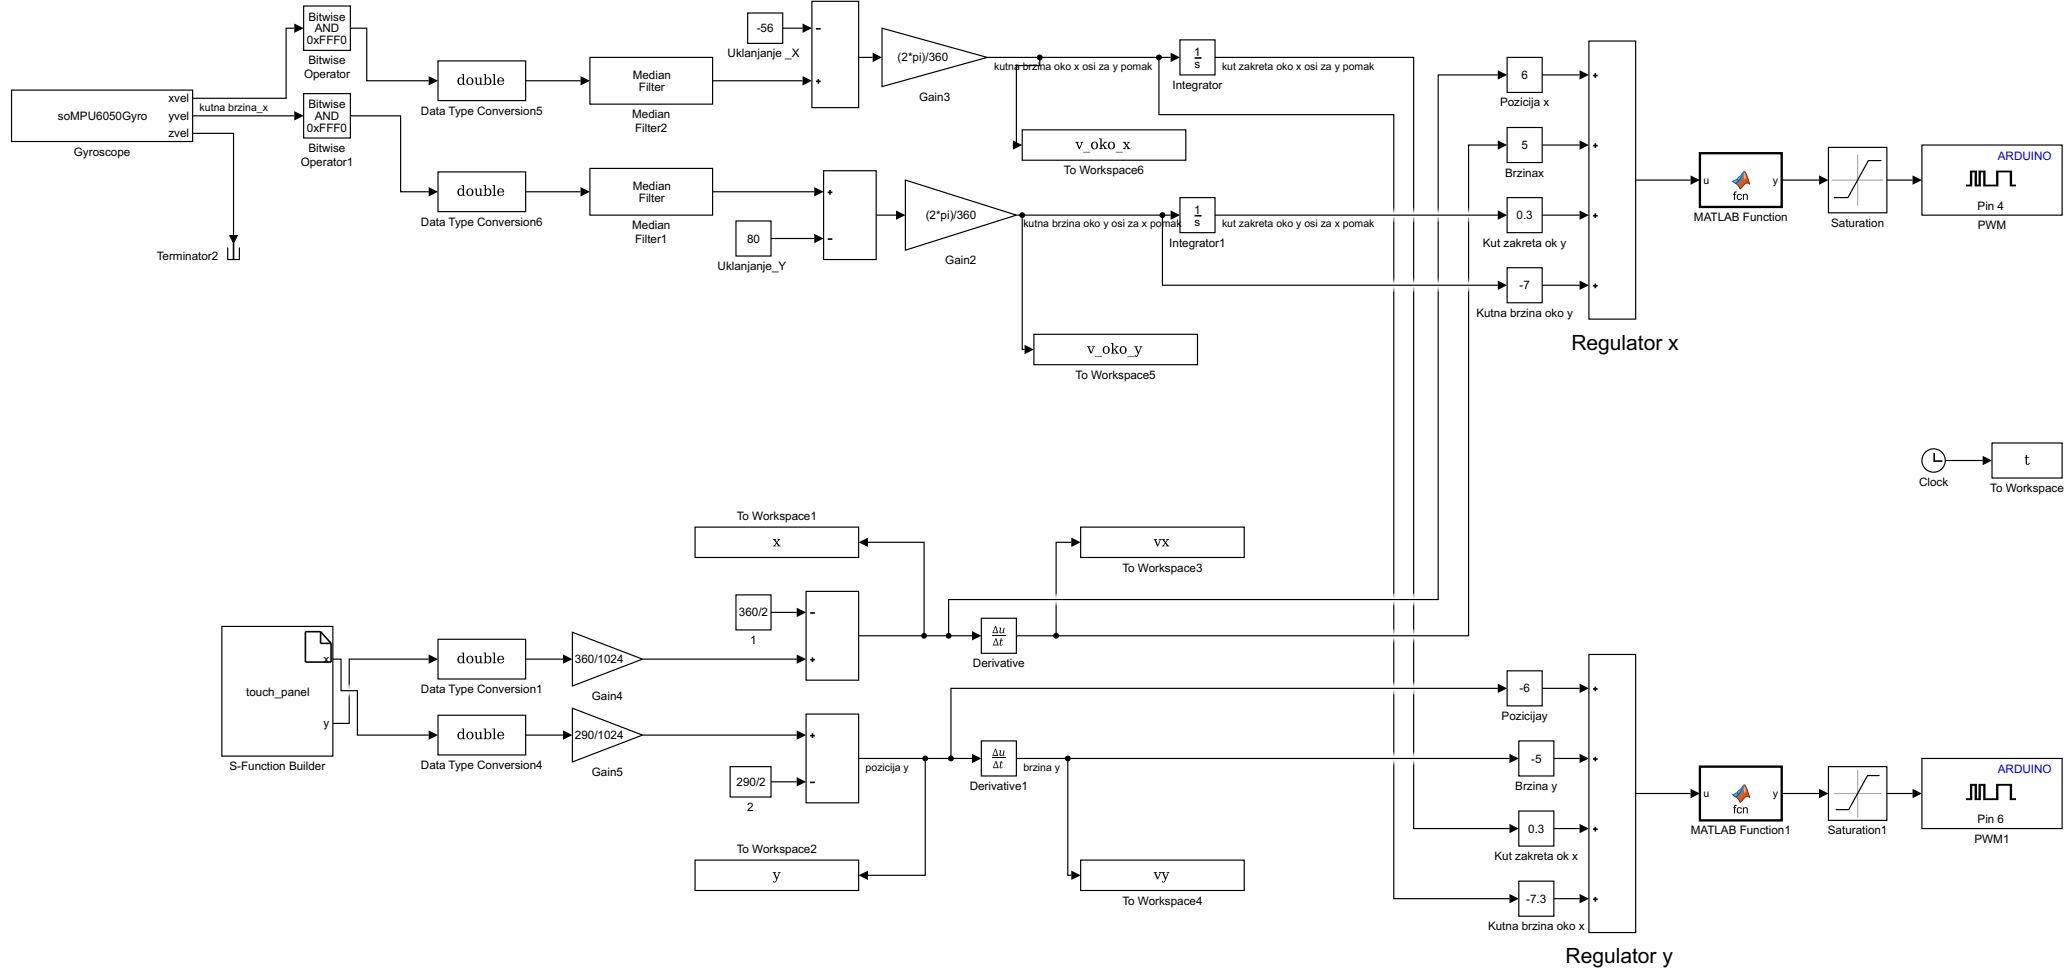 soMPU6050Gyro
xvel
yvel
zvel
Gyroscope
kutna brzina_x
Bitwise
AND
0xFFF0
Bitwise
Operator
Bitwise
AND
0xFFF0
Bitwise
Operator1
Terminator2
double
Data Type Conversion5
double
Data Type Conversion6
Median
Filter
Median
Filter2
Median
Filter
Median
Filter1
-56
Uklanjanje _X
80
Uklanjanje_Y
-
+
+
-
(2*pi)/360
Gain3
(2*pi)/360
Gain2
kutna brzina oko x osi za y pomak
kutna brzina oko y osi za x pomak
v_oko_x
To Workspace6
v_oko_y
To Workspace5
1
s
Integrator
1
s
Integrator1
kut zakreta oko x osi za y pomak
kut zakreta oko y osi za x pomak
6
Pozicija x
5
Brzinax
0.3
Kut zakreta ok y
-7
Kutna brzina oko y
+
+
+
+
Regulator x
u
fcn
y
MATLAB Function
Saturation
ARDUINO
Pin 4
PWM
Clock
t
To Workspace
To Workspace1
x
vx
To Workspace3
touch_panel
x
y
S-Function Builder
double
Data Type Conversion1
double
Data Type Conversion4
360/1024
Gain4
290/1024
Gain5
360/2
1
290/2
2
-
+
+
-
pozicija y
Δu
Δt
Derivative
Δu
Δt
Derivative1
brzina y
To Workspace2
y
vy
To Workspace4
-6
Pozicijay
-5
Brzina y
0.3
Kut zakreta ok x
-7.3
Kutna brzina oko x
+
+
+
+
Regulator y
u
fcn
y
MATLAB Function1
Saturation1
ARDUINO
Pin 6
PWM1